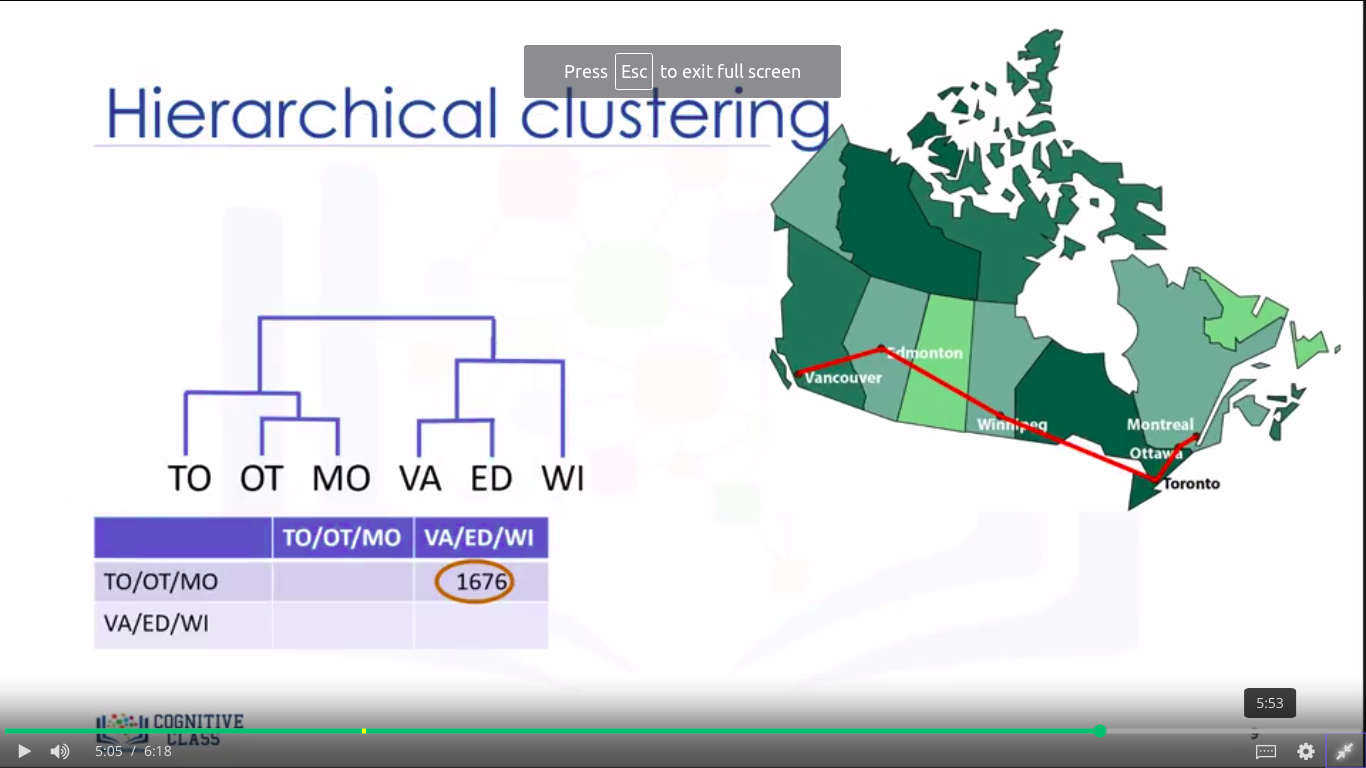 Press Esc to exit full screen
Hierarchical clustering
Edmonton
Vancouver
Winnipeg
Montreal
Ottawa
Toronto
TO OT MO VA ED WI
TO/OT/MO VA/ED/WI
TO/OT/MO 1676
VA/ED/WI
COGNITIVE
CLASS
5:53
9
5:05 / 6:18